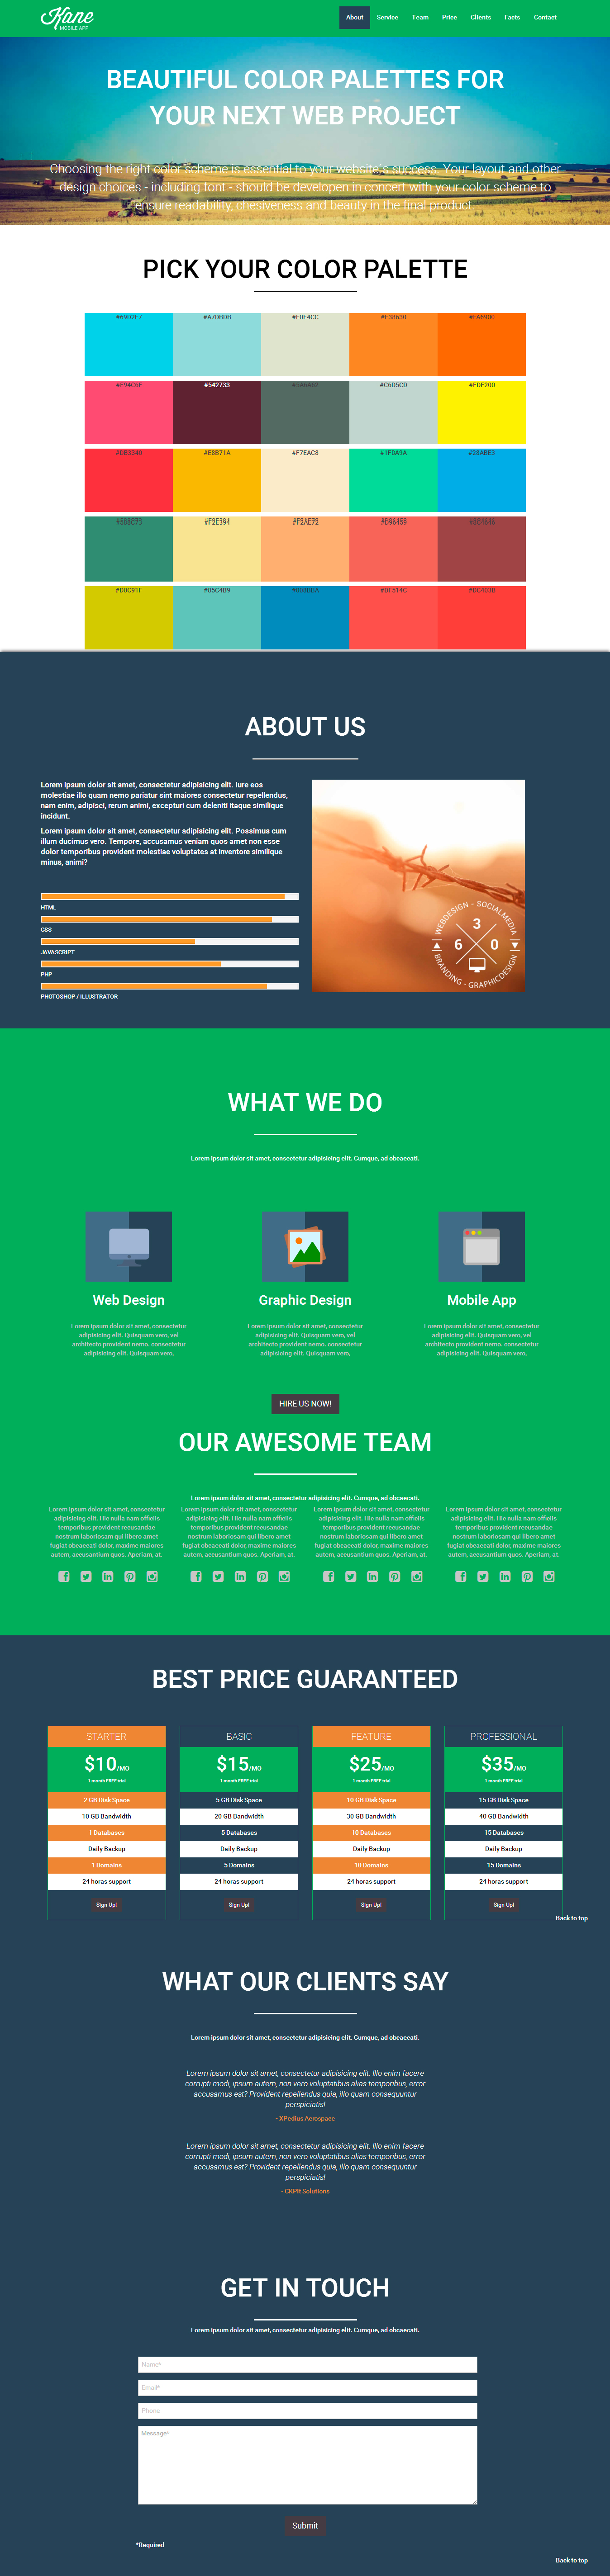 Kane
MOBILE APP
About Service Team Price Clients Facts Contact
BEAUTIFUL COLOR PALETTES FOR
YOUR NEXT WEB PROJECT
Choosing the right color scheme is essential to your website's success. Your layout and other
design choices - including font - should be developen in concert with your color scheme to
ensure readability, chesiveness and beauty in the final product.
PICK YOUR COLOR PALETTE
#69D2E7 #A7DBDB #E0E4CC #F38630 #FA6900
#E94C6F #542733 #5A6A62 #C6D5CD #FDF200
#DB3340 #E8B71A #F7EAC8 #1FDA9A #28ABE3
#588C73 #F2E394 #F2AE72 #D96459 #8C4646
#D0C91F #85C4B9 #008BBA #DF514C #DC403B
ABOUT US
Lorem ipsum dolor sit amet, consectetur adipisicing elit. Iure eos
molestiae illo quam nemo pariatur sint maiores consectetur repellendus,
nam enim, adipisci, rerum animi, excepturi cum deleniti itaque similique
incidunt.
Lorem ipsum dolor sit amet, consectetur adipisicing elit. Possimus cum
illum ducimus vero. Tempore, accusamus veniam quos amet non esse
dolor temporibus provident molestiae voluptates at inventore similique
minus, animi?
HTML
CSS
JAVASCRIPT
PHP
PHOTOSHOP / ILLUSTRATOR
WEBDESIGN - SOCIALMEDIA
3
6 0
BRANDING - GRAPHICDESIGN
WHAT WE DO
Lorem ipsum dolor sit amet, consectetur adipisicing elit. Cumque, ad obcaecati.
Web Design Graphic Design Mobile App
Lorem ipsum dolor sit amet, consectetur
adipisicing elit. Quisquam vero, vel
architecto provident nemo. consectetur
adipisicing elit. Quisquam vero,
Lorem ipsum dolor sit amet, consectetur
adipisicing elit. Quisquam vero, vel
architecto provident nemo. consectetur
adipisicing elit. Quisquam vero,
Lorem ipsum dolor sit amet, consectetur
adipisicing elit. Quisquam vero, vel
architecto provident nemo. consectetur
adipisicing elit. Quisquam vero,
HIRE US NOW!
OUR AWESOME TEAM
Lorem ipsum dolor sit amet, consectetur adipisicing elit. Cumque, ad obcaecati.
Lorem ipsum dolor sit amet, consectetur
adipisicing elit. Hic nulla nam officiis
temporibus provident recusandae
nostrum laboriosam qui libero amet
fugiat obcaecati dolor, maxime maiores
autem, accusantium quos. Aperiam, at.
Lorem ipsum dolor sit amet, consectetur
adipisicing elit. Hic nulla nam officiis
temporibus provident recusandae
nostrum laboriosam qui libero amet
fugiat obcaecati dolor, maxime maiores
autem, accusantium quos. Aperiam, at.
Lorem ipsum dolor sit amet, consectetur
adipisicing elit. Hic nulla nam officiis
temporibus provident recusandae
nostrum laboriosam qui libero amet
fugiat obcaecati dolor, maxime maiores
autem, accusantium quos. Aperiam, at.
Lorem ipsum dolor sit amet, consectetur
adipisicing elit. Hic nulla nam officiis
temporibus provident recusandae
nostrum laboriosam qui libero amet
fugiat obcaecati dolor, maxime maiores
autem, accusantium quos. Aperiam, at.
BEST PRICE GUARANTEED
STARTER BASIC FEATURE PROFESSIONAL
$10/MO $15/MO $25/MO $35/MO
1 month FREE trial 1 month FREE trial 1 month FREE trial 1 month FREE trial
2 GB Disk Space 5 GB Disk Space 10 GB Disk Space 15 GB Disk Space
10 GB Bandwidth 20 GB Bandwidth 30 GB Bandwidth 40 GB Bandwidth
1 Databases 5 Databases 10 Databases 15 Databases
Daily Backup Daily Backup Daily Backup Daily Backup
1 Domains 5 Domains 10 Domains 15 Domains
24 horas support 24 horas support 24 horas support 24 horas support
Sign Up! Sign Up! Sign Up! Sign Up!
Back to top
WHAT OUR CLIENTS SAY
Lorem ipsum dolor sit amet, consectetur adipisicing elit. Cumque, ad obcaecati.
Lorem ipsum dolor sit amet, consectetur adipisicing elit. Illo enim facere
corrupti modi, ipsum autem, non vero voluptatibus alias temporibus, error
accusamus est? Provident repellendus quia, illo quam consequuntur
perspiciatis!
- XPedius Aerospace
Lorem ipsum dolor sit amet, consectetur adipisicing elit. Illo enim facere
corrupti modi, ipsum autem, non vero voluptatibus alias temporibus, error
accusamus est? Provident repellendus quia, illo quam consequuntur
perspiciatis!
- CKPit Solutions
GET IN TOUCH
Lorem ipsum dolor sit amet, consectetur adipisicing elit. Cumque, ad obcaecati.
Name*
Email*
Phone
Message*
Submit
*Required
Back to top